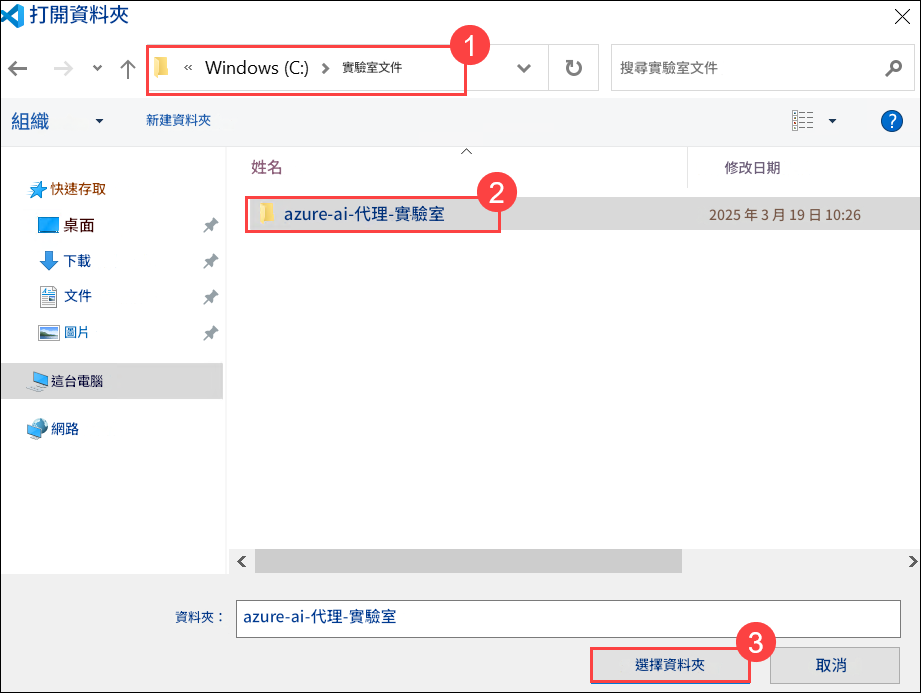 打開資料夾
« Windows (C:) > 實驗室文件
1
搜尋實驗室文件
組織
新建資料夾
?
姓名
修改日期
快速存取
2
azure-ai-代理-實驗室
2025 年 3 月 19 日 10:26
桌面
下載
文件
圖片
這台電腦
網路
資料夾：
azure-ai-代理-實驗室
3
選擇資料夾
取消